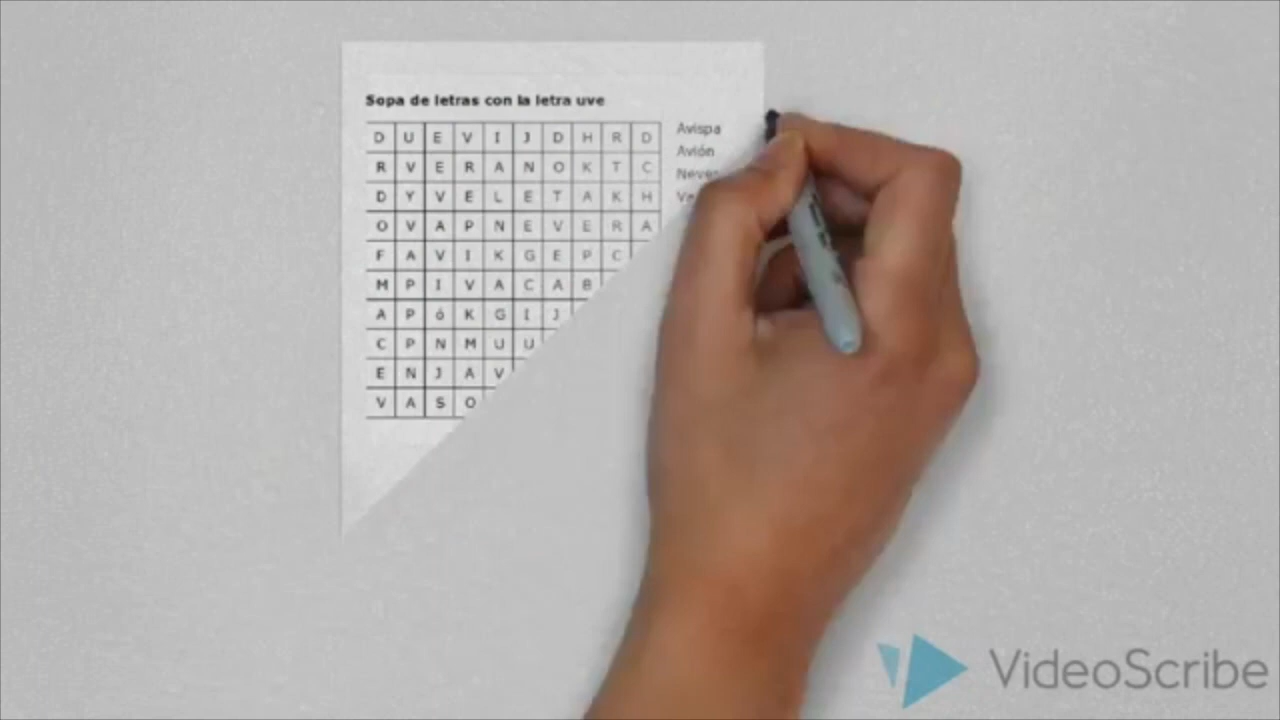 Sopa de letras con la letra uve
D U E V I J D H R D
R V E R A N O K T C
D Y V E L E T A K H
O V A P N E V E R A
F A V I K G E P C
M P I V A C A B
A P ó K G I J
C P N M U U
E N J A V
V A S O
Avispa
Avión
VideoScribe